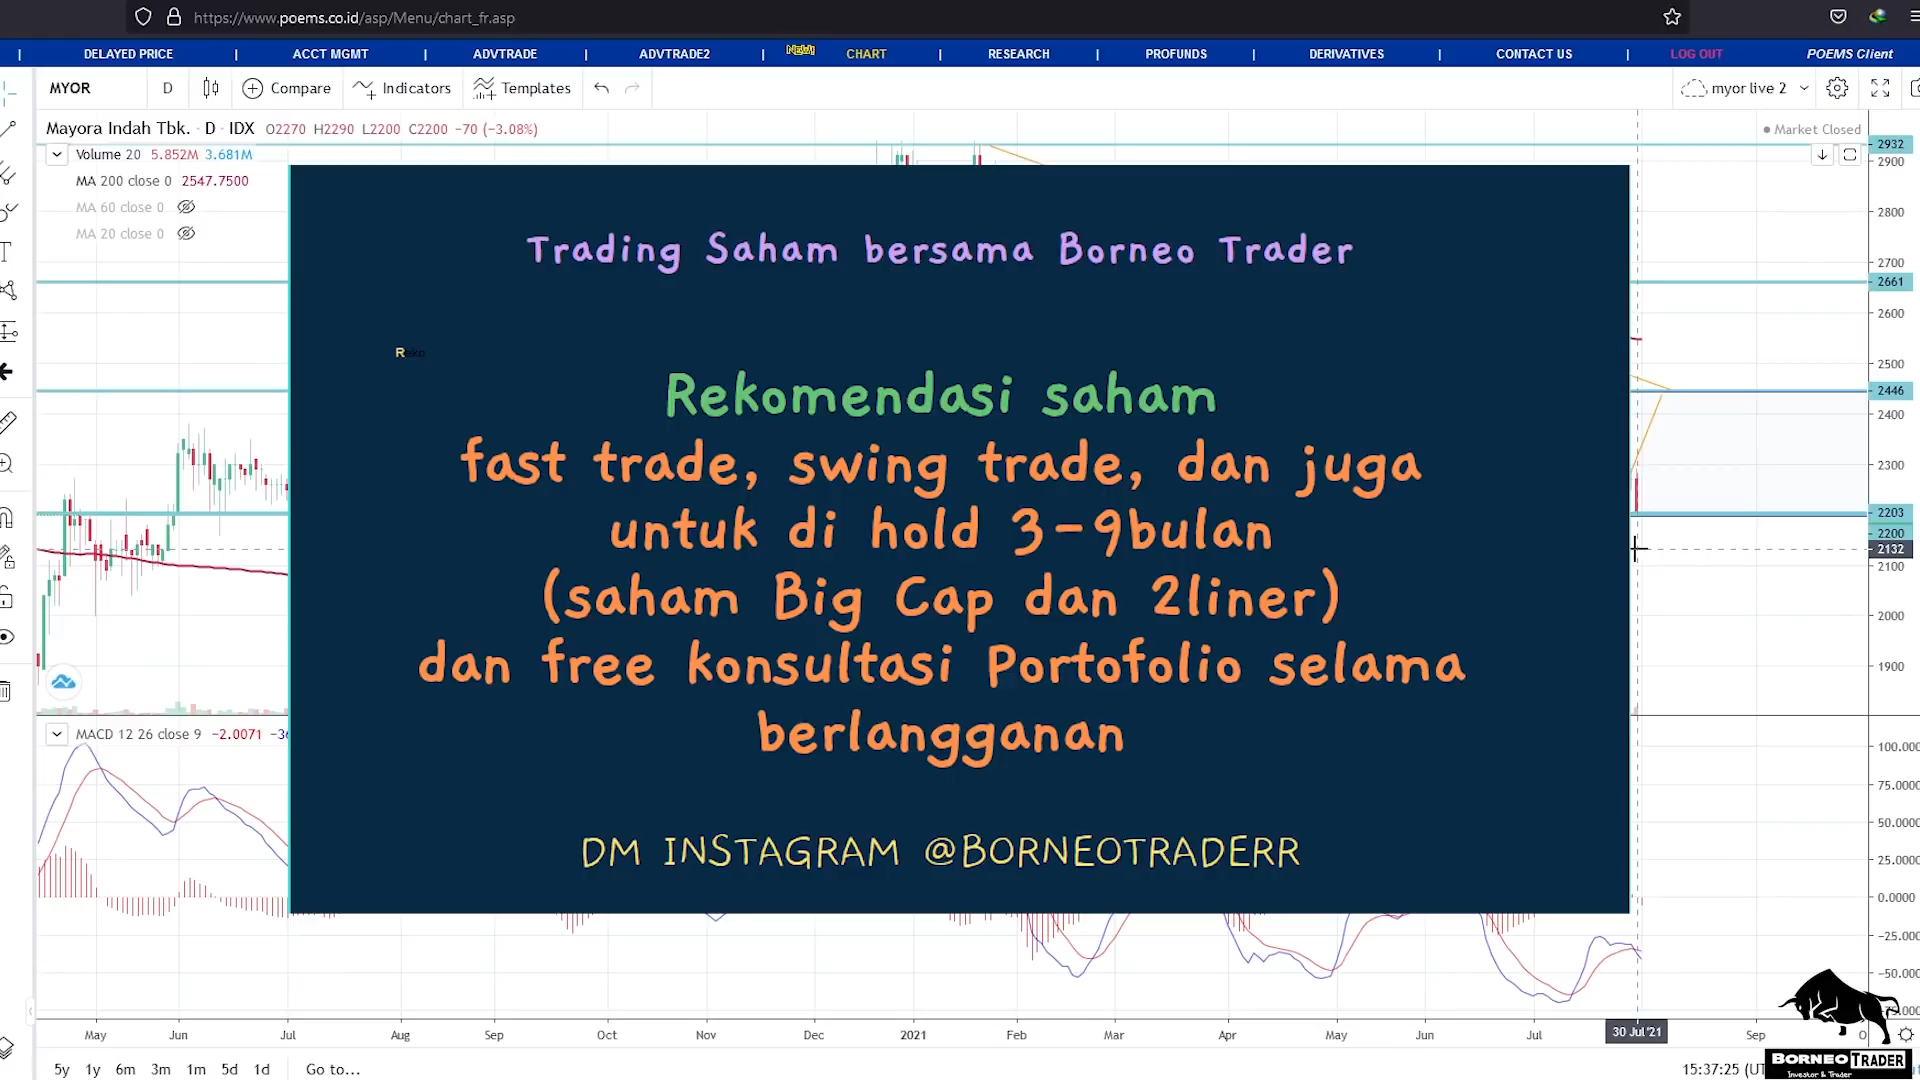 https://www.poems.co.id/asp/Menu/chart_fr.asp
| DELAYED PRICE | ACCT MGMT | ADVTRADE | ADVTRADE2 | NEW! CHART | RESEARCH | PROFUNDS | DERIVATIVES | CONTACT US | LOG OUT POEMS Client
MYOR D Compare Indicators Templates myor live 2
Mayora Indah Tbk. · D · IDX O2270 H2290 L2200 C2200 −70 (−3.08%)
Market Closed
Volume 20 5.852M 3.681M
MA 200 close 0 2547.7500
MA 60 close 0
MA 20 close 0
Trading Saham bersama Borneo Trader
Reko
Rekomendasi saham
fast trade, swing trade, dan juga
untuk di hold 3-9bulan
(saham Big Cap dan 2liner)
dan free konsultasi Portofolio selama
berlangganan
DM INSTAGRAM @BORNEOTRADERR
2932
2900
2800
2700
2661
2600
2500
2446
2400
2300
2203
2200
2132
2100
2000
1900
MACD 12 26 close 9 −2.0071
100.000
75.0000
50.0000
25.0000
0.0000
−25.000
−50.000
May Jun Jul Aug Sep Oct Nov Dec 2021 Feb Mar Apr May Jun Jul 30 Jul '21 Sep O
5y 1y 6m 3m 1m 5d 1d Go to...
15:37:25 (UT
BORNEO TRADER
Investor & Trader